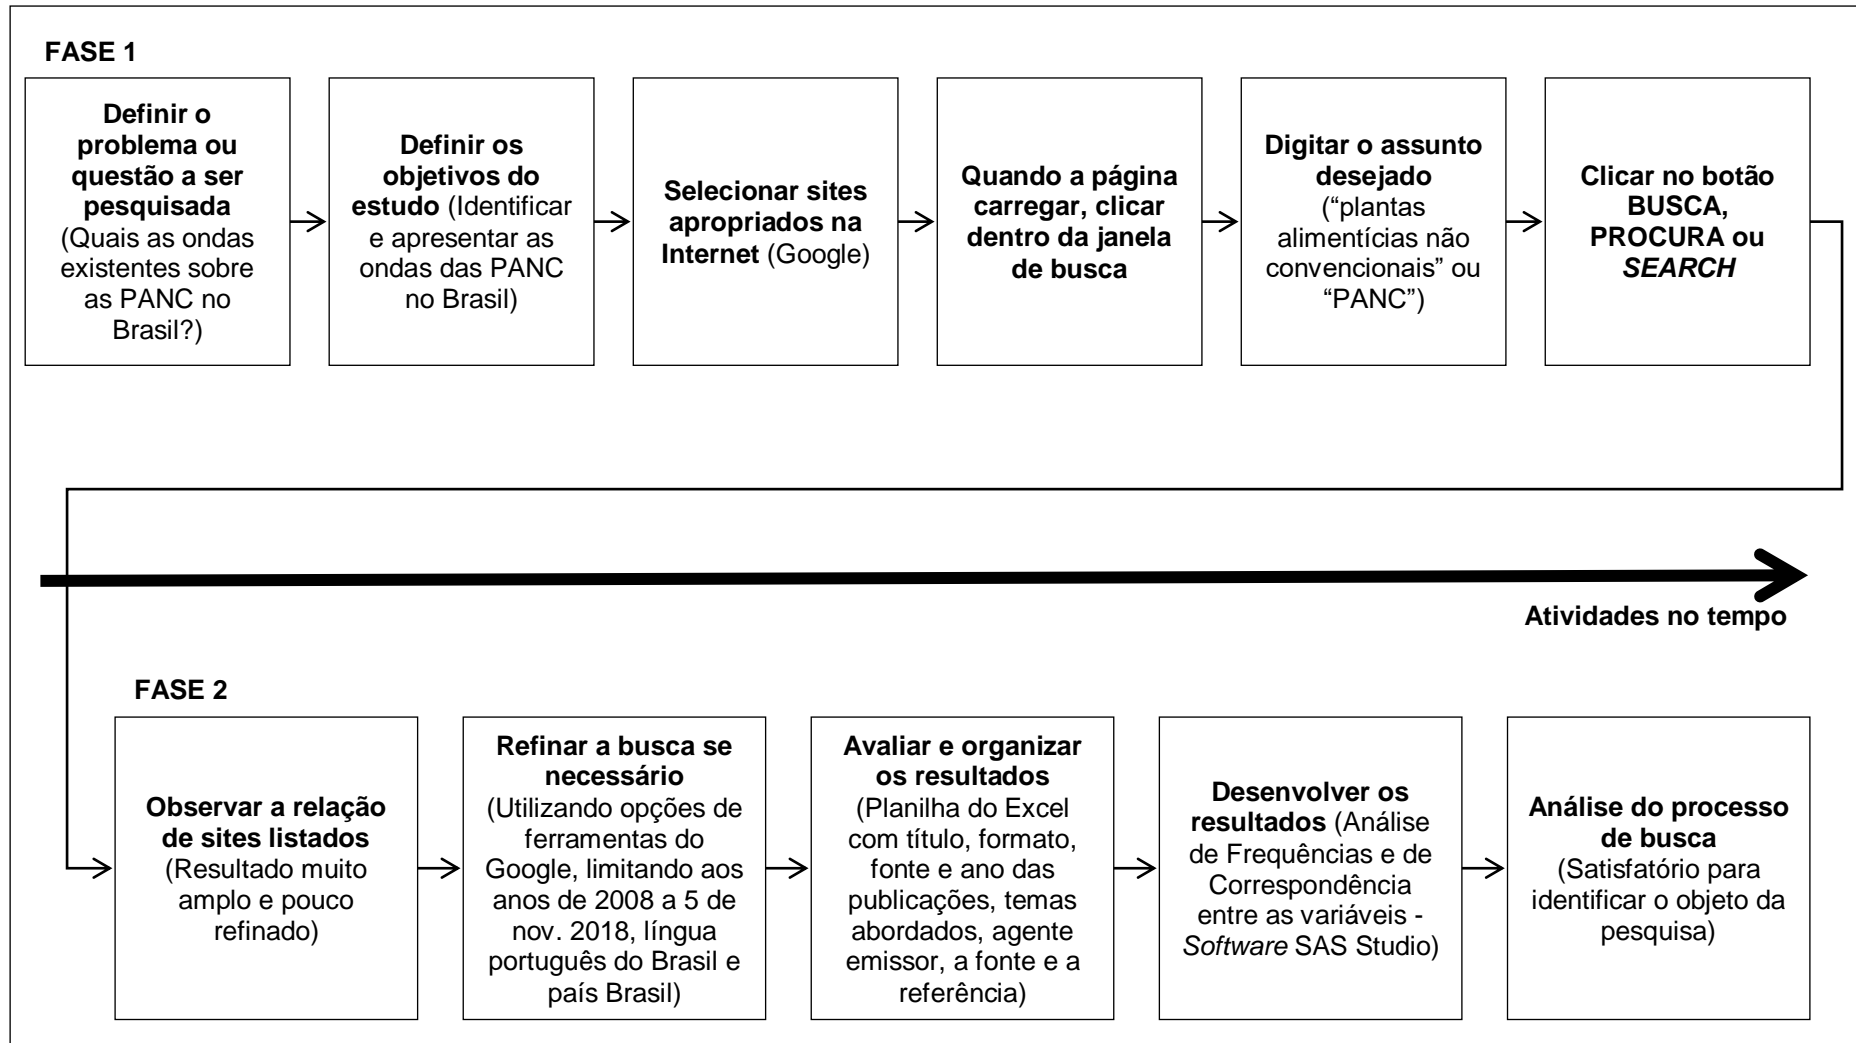 FASE 1
Definir o
problema ou
questão a ser
pesquisada
(Quais as ondas
existentes sobre
as PANC no
Brasil?)
Definir os
objetivos do
estudo (Identificar
e apresentar as
ondas das PANC
no Brasil)
Selecionar sites
apropriados na
Internet (Google)
Quando a página
carregar, clicar
dentro da janela
de busca
Digitar o assunto
desejado
(“plantas
alimentícias não
convencionais” ou
“PANC”)
Clicar no botão
BUSCA,
PROCURA ou
SEARCH
Atividades no tempo
FASE 2
Observar a relação
de sites listados
(Resultado muito
amplo e pouco
refinado)
Refinar a busca se
necessário
(Utilizando opções de
ferramentas do
Google, limitando aos
anos de 2008 a 5 de
nov. 2018, língua
português do Brasil e
país Brasil)
Avaliar e organizar
os resultados
(Planilha do Excel
com título, formato,
fonte e ano das
publicações, temas
abordados, agente
emissor, a fonte e a
referência)
Desenvolver os
resultados (Análise
de Frequências e de
Correspondência
entre as variáveis -
Software SAS Studio)
Análise do processo
de busca
(Satisfatório para
identificar o objeto da
pesquisa)